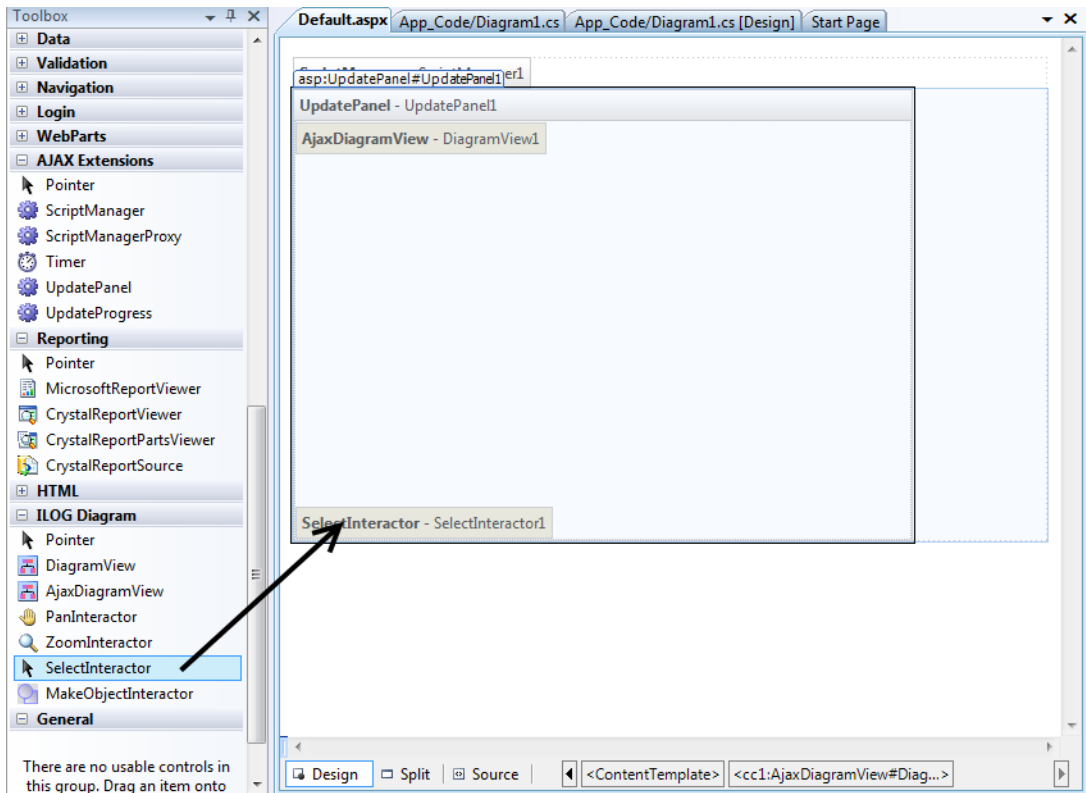 Toolbox
Data
Validation
Navigation
Login
WebParts
AJAX Extensions
Pointer
ScriptManager
ScriptManagerProxy
Timer
UpdatePanel
UpdateProgress
Reporting
Pointer
MicrosoftReportViewer
CrystalReportViewer
CrystalReportPartsViewer
CrystalReportSource
HTML
ILOG Diagram
Pointer
DiagramView
AjaxDiagramView
PanInteractor
ZoomInteractor
SelectInteractor
MakeObjectInteractor
General
There are no usable controls in
this group. Drag an item onto
Default.aspx App_Code/Diagram1.cs App_Code/Diagram1.cs [Design] Start Page
asp:UpdatePanel#UpdatePanel1 er1
UpdatePanel - UpdatePanel1
AjaxDiagramView - DiagramView1
SelectInteractor - SelectInteractor1
Design Split Source <ContentTemplate> <cc1:AjaxDiagramView#Diag...>